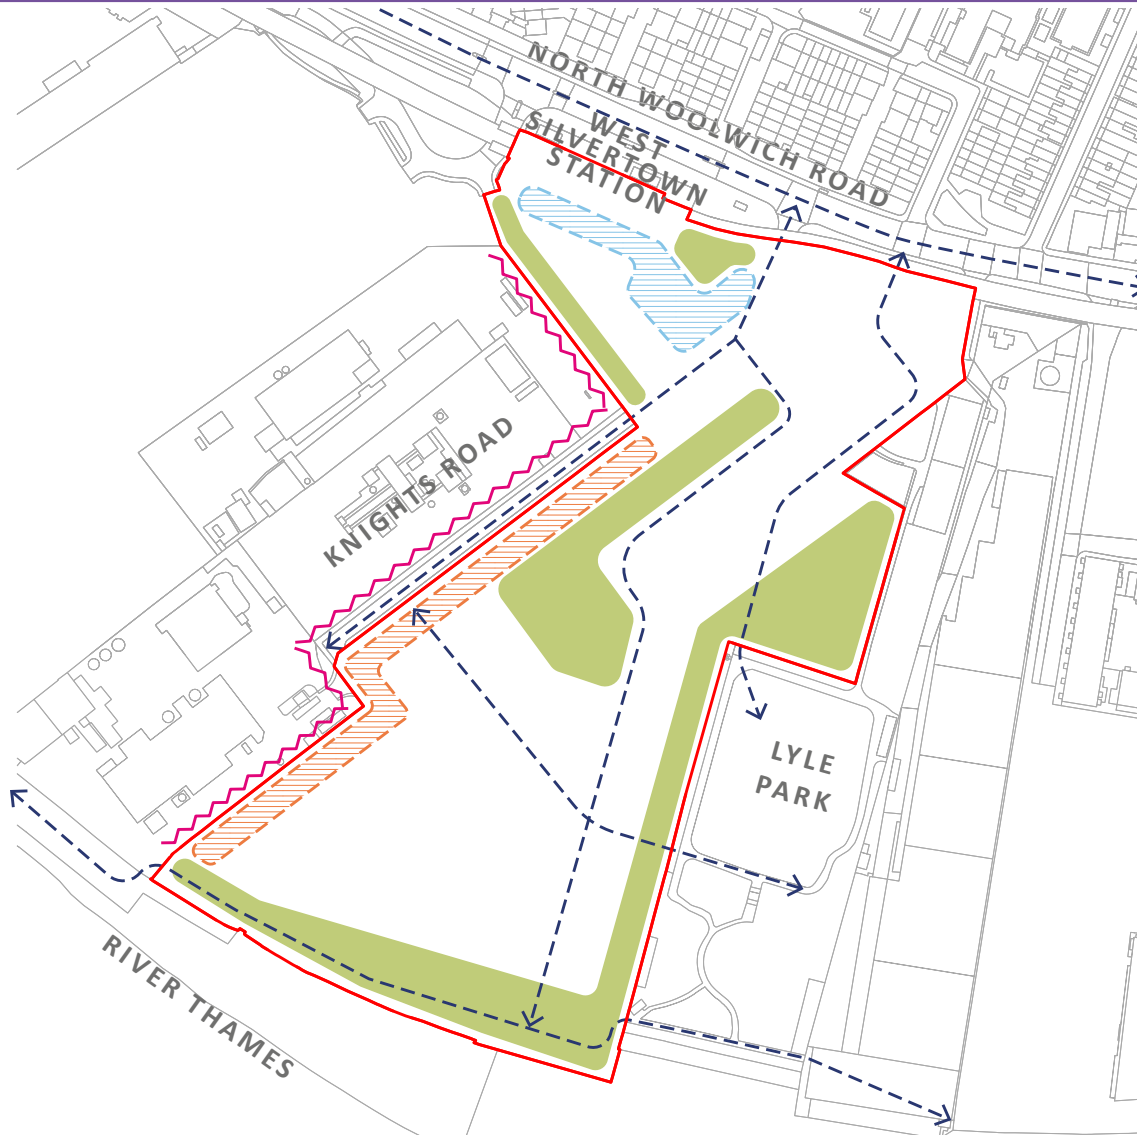 NORTH WOOLWICH ROAD
WEST
SILVERTOWN
STATION
KNIGHTS ROAD
LYLE
PARK
RIVER THAMES